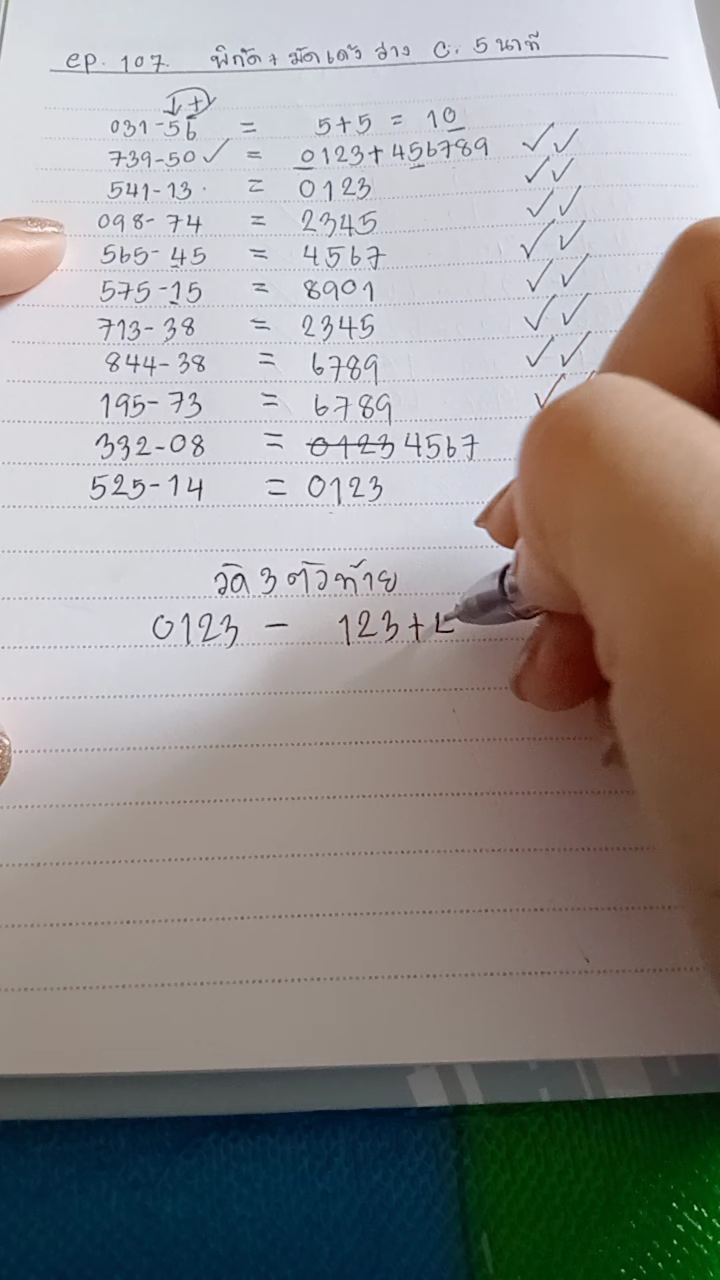 ep. 107. พิกัด + มัดเด้ง ล่าง C. 5 นาที
↓ +
031-56 = 5+5 = 10
739-50 ✓ = 0123+456789 ✓✓
541-13 = 0123 ✓✓
098-74 = 2345 ✓✓
565-45 = 4567 ✓✓
575-15 = 8901 ✓✓
713-38 = 2345 ✓✓
844-38 = 6789 ✓✓
195-73 = 6789 ✓
332-08 = 0123 4567
525-14 = 0123
วัด 3 ตัวท้าย
0123 - 123+